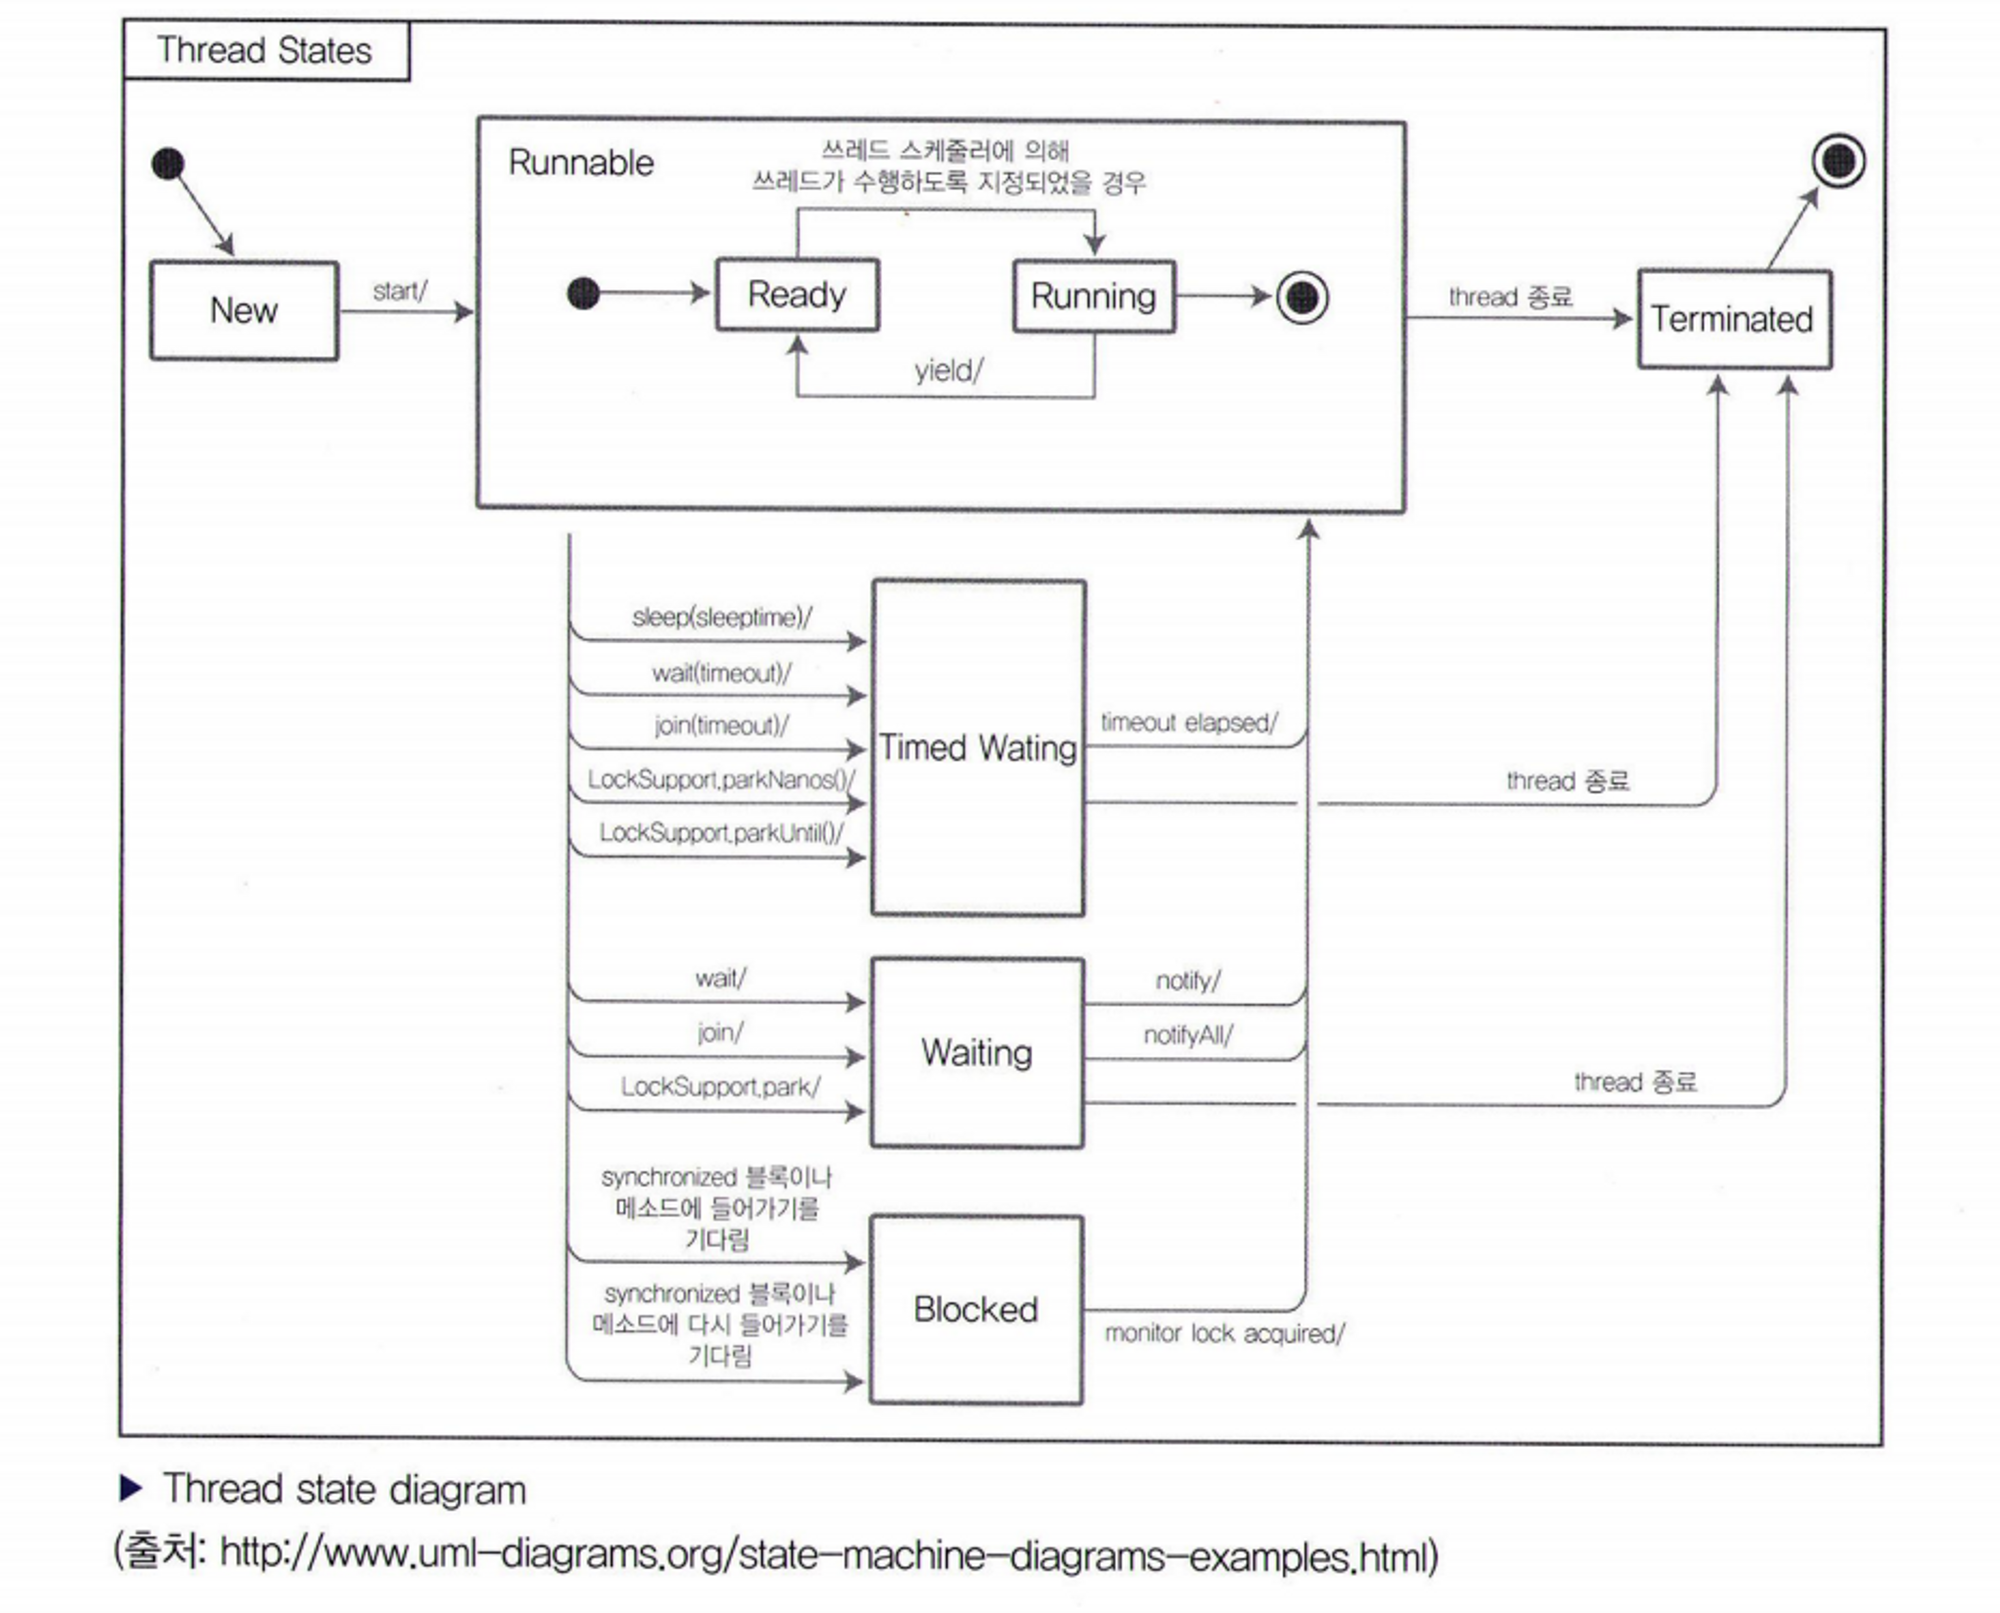 Thread States
Runnable
쓰레드 스케줄러에 의해
쓰레드가 수행하도록 지정되었을 경우
New
start/
Ready
Running
yield/
thread 종료
Terminated
sleep(sleeptime)/
wait(timeout)/
join(timeout)/
LockSupport.parkNanos()/
LockSupport.parkUntil()/
Timed Wating
timeout elapsed/
thread 종료
wait/
join/
LockSupport.park/
Waiting
notify/
notifyAll/
thread 종료
synchronized 블록이나
메소드에 들어가기를
기다림
synchronized 블록이나
메소드에 다시 들어가기를
기다림
Blocked
monitor lock acquired/
▶ Thread state diagram
(출처: http://www.uml-diagrams.org/state-machine-diagrams-examples.html)